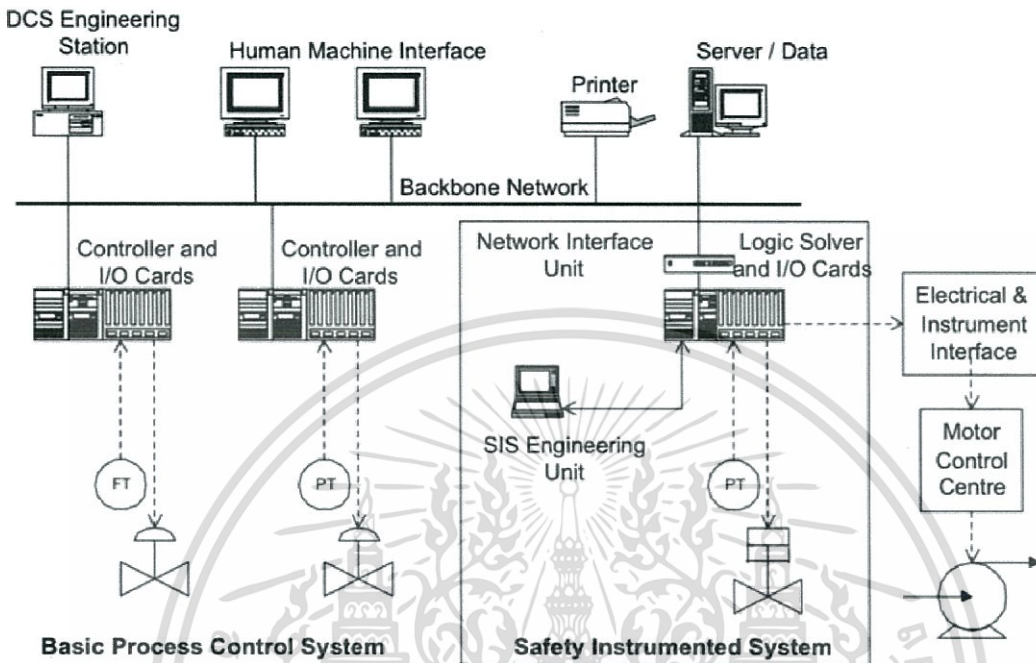 DCS Engineering
Station
Human Machine Interface
Printer
Server / Data
Backbone Network
Controller and
I/O Cards
Controller and
I/O Cards
Network Interface
Unit
Logic Solver
and I/O Cards
Electrical &
Instrument
Interface
SIS Engineering
Unit
Motor
Control
Centre
FT
PT
PT
Basic Process Control System
Safety Instrumented System